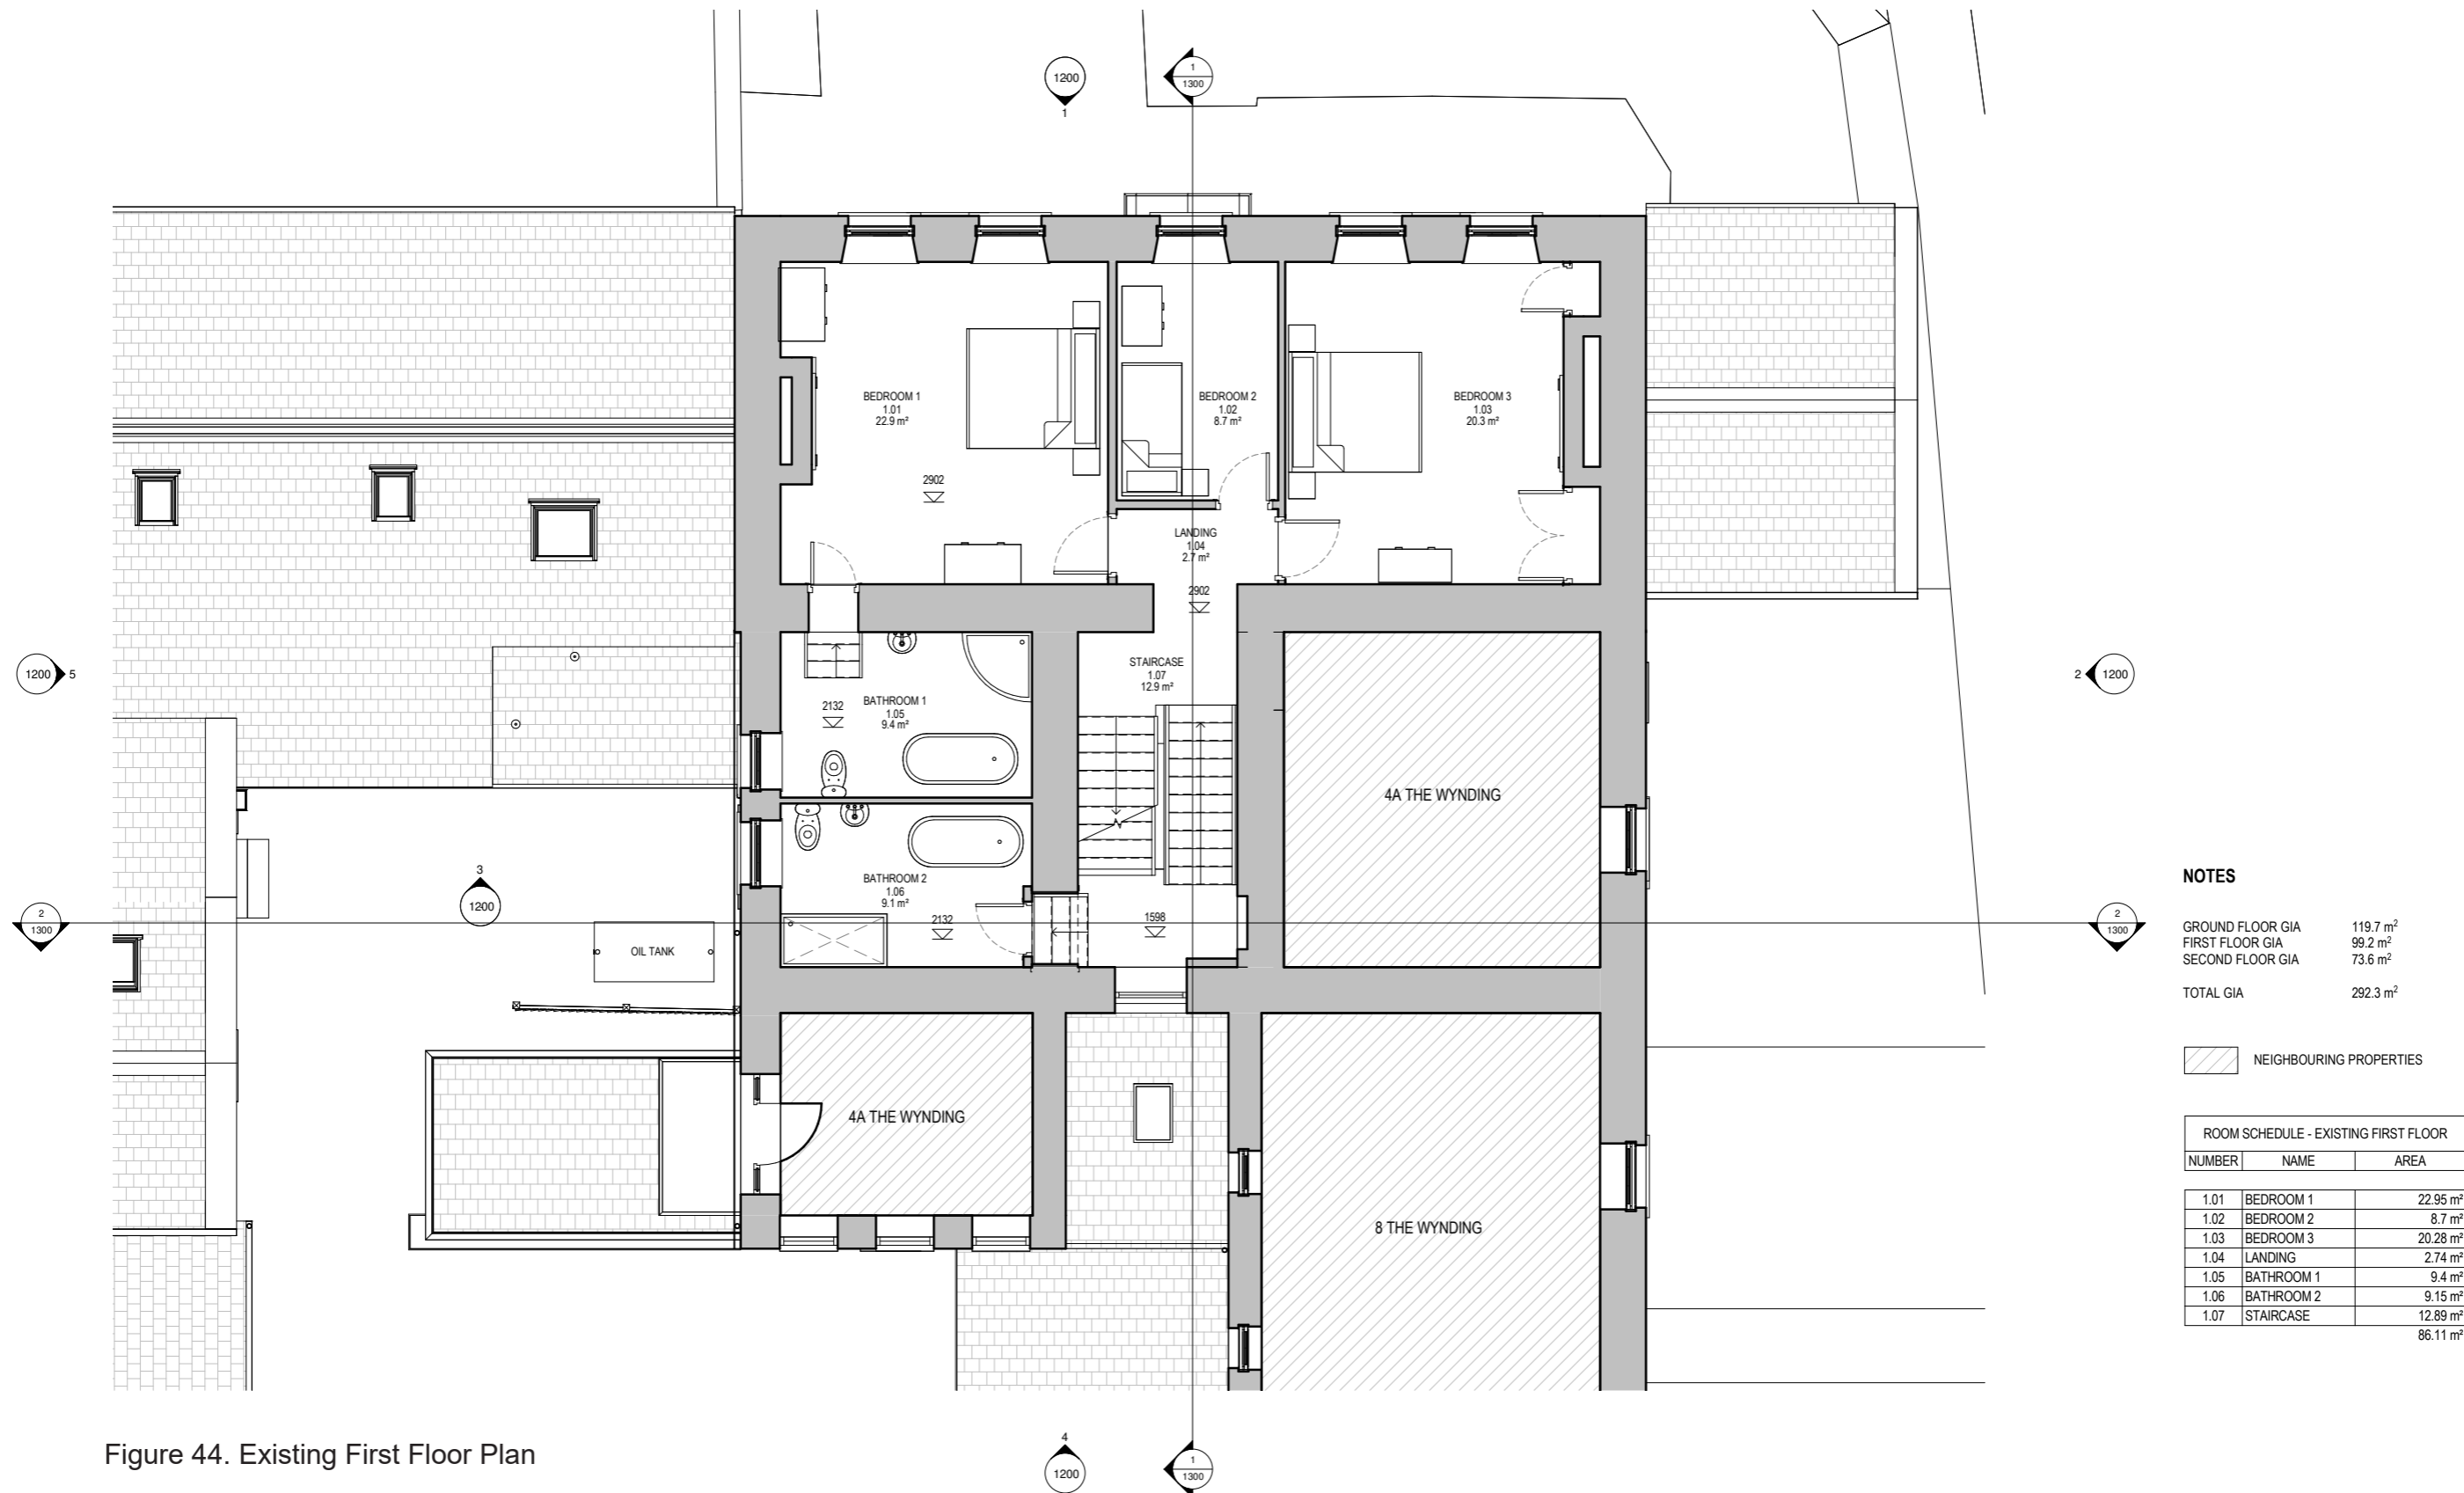 1200
1
1
1300
BEDROOM 1
1.01
22.9 m²
2902
BEDROOM 2
1.02
8.7 m²
BEDROOM 3
1.03
20.3 m²
LANDING
1.04
2.7 m²
2902
1200
5
STAIRCASE
1.07
12.9 m²
2
1200
BATHROOM 1
1.05
9.4 m²
2132
4A THE WYNDING
3
1200
BATHROOM 2
1.06
9.1 m²
2132
1598
2
1300
2
1300
OIL TANK
4A THE WYNDING
8 THE WYNDING
NOTES
GROUND FLOOR GIA 119.7 m²
FIRST FLOOR GIA 99.2 m²
SECOND FLOOR GIA 73.6 m²
TOTAL GIA 292.3 m²
NEIGHBOURING PROPERTIES
ROOM SCHEDULE - EXISTING FIRST FLOOR
NUMBER NAME AREA
1.01 BEDROOM 1 22.95 m²
1.02 BEDROOM 2 8.7 m²
1.03 BEDROOM 3 20.28 m²
1.04 LANDING 2.74 m²
1.05 BATHROOM 1 9.4 m²
1.06 BATHROOM 2 9.15 m²
1.07 STAIRCASE 12.89 m²
86.11 m²
Figure 44. Existing First Floor Plan
4
1200
1
1300